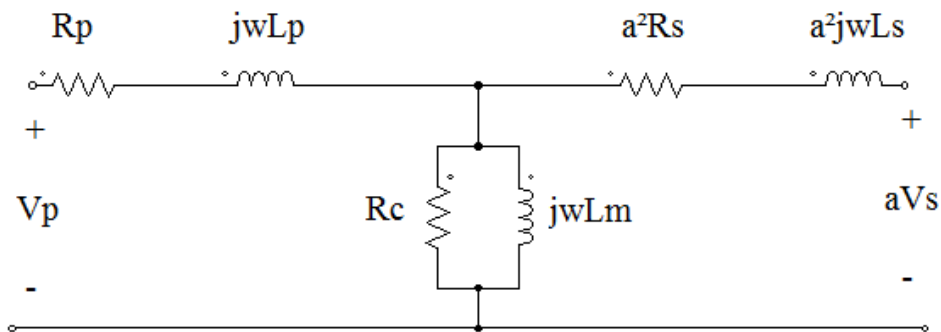 Rp jwLp a²Rs a²jwLs
+ +
Vp Rc jwLm aVs
- -